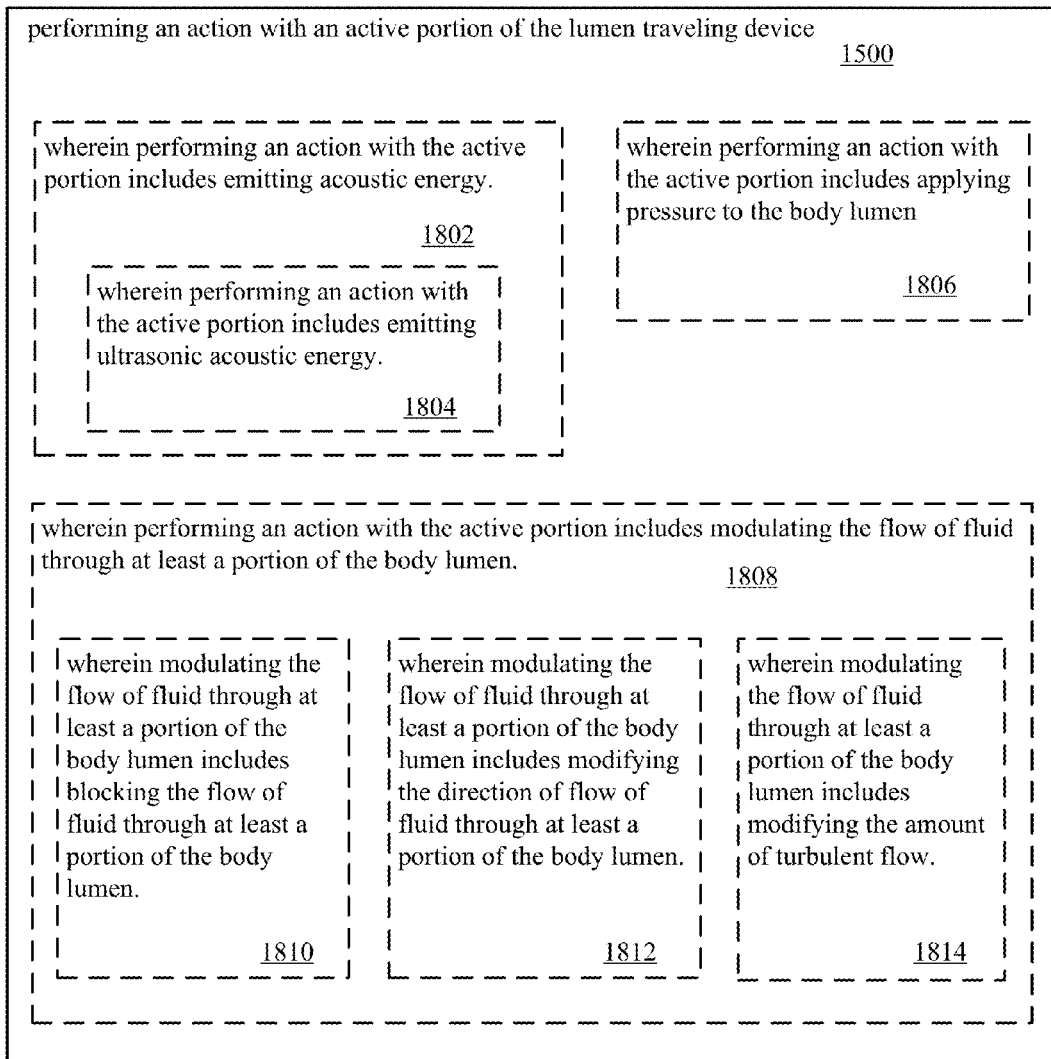 performing an action with an active portion of the lumen traveling device
1500
wherein performing an action with the active
portion includes emitting acoustic energy.
1802
wherein performing an action with
the active portion includes emitting
ultrasonic acoustic energy.
1804
wherein performing an action with
the active portion includes applying
pressure to the body lumen
1806
wherein performing an action with the active portion includes modulating the flow of fluid
through at least a portion of the body lumen.
1808
wherein modulating the
flow of fluid through at
least a portion of the
body lumen includes
blocking the flow of
fluid through at least a
portion of the body
lumen.
1810
wherein modulating the
flow of fluid through at
least a portion of the body
lumen includes modifying
the direction of flow of
fluid through at least a
portion of the body lumen.
1812
wherein modulating
the flow of fluid
through at least a
portion of the body
lumen includes
modifying the amount
of turbulent flow.
1814